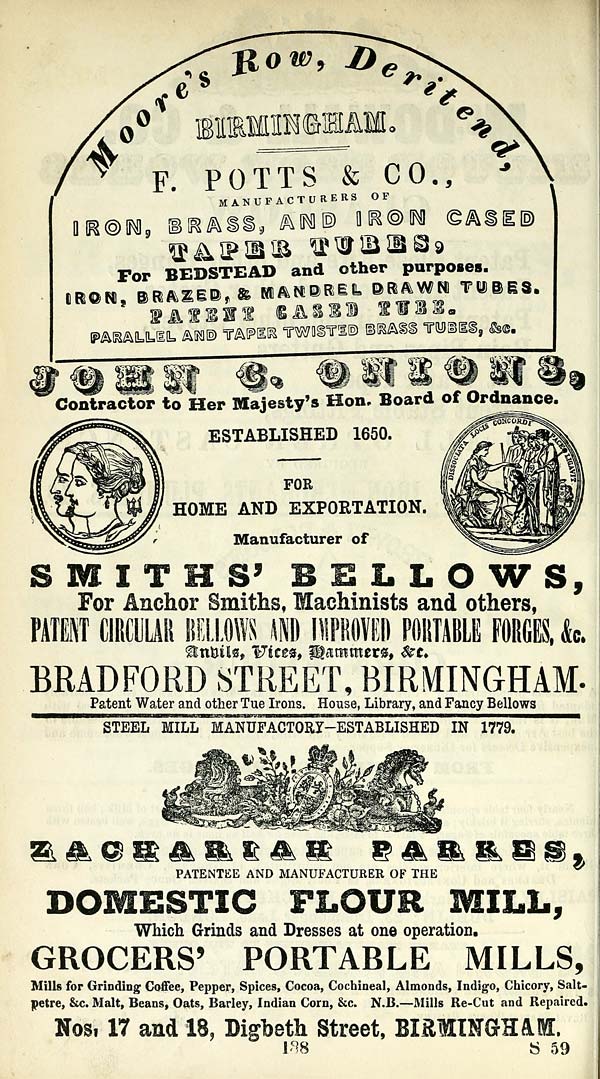 Moore's Row, Deritend,
BIRMINGHAM.
F. POTTS & CO.,
MANUFACTURERS OF
IRON, BRASS, AND IRON CASED
TAPER TUBES,
For BEDSTEAD and other purposes.
IRON, BRAZED, & MANDREL DRAWN TUBES.
PATENT CASED TUBE.
PARALLEL AND TAPER TWISTED BRASS TUBES, &c.
JOHN C. ONIONS,
Contractor to Her Majesty's Hon. Board of Ordnance.
ESTABLISHED 1650.
DISSOCIATA LOCIS CONCORDI PACE LIGAVIT
FOR
HOME AND EXPORTATION.
Manufacturer of
SMITHS' BELLOWS,
For Anchor Smiths, Machinists and others,
PATENT CIRCULAR BELLOWS AND IMPROVED PORTABLE FORGES, &c.
Anvils, Vices, Hammers, &c.
BRADFORD STREET, BIRMINGHAM.
Patent Water and other Tue Irons. House, Library, and Fancy Bellows
STEEL MILL MANUFACTORY—ESTABLISHED IN 1779.
ZACHARIAH PARKES,
PATENTEE AND MANUFACTURER OF THE
DOMESTIC FLOUR MILL,
Which Grinds and Dresses at one operation.
GROCERS' PORTABLE MILLS,
Mills for Grinding Coffee, Pepper, Spices, Cocoa, Cochineal, Almonds, Indigo, Chicory, Salt-
petre, &c. Malt, Beans, Oats, Barley, Indian Corn, &c. N.B.—Mills Re-Cut and Repaired.
Nos, 17 and 18, Digbeth Street, BIRMINGHAM.
138
S 59